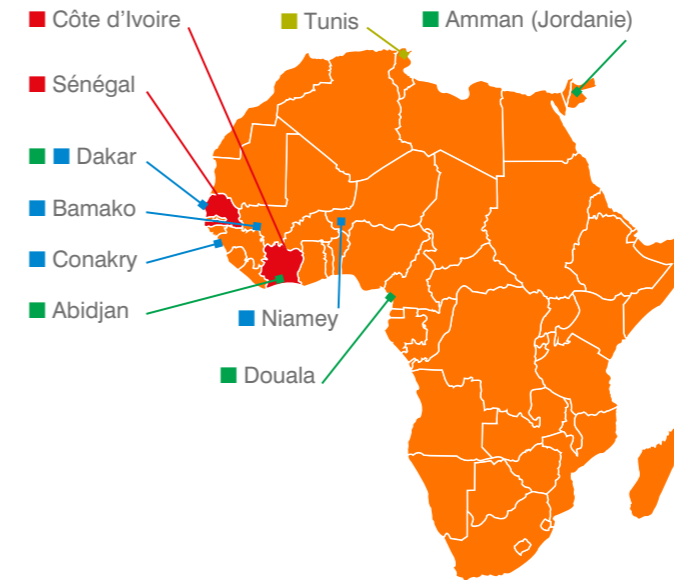 Côte d’Ivoire
Tunis
Amman (Jordanie)
Sénégal
Dakar
Bamako
Conakry
Abidjan
Niamey
Douala